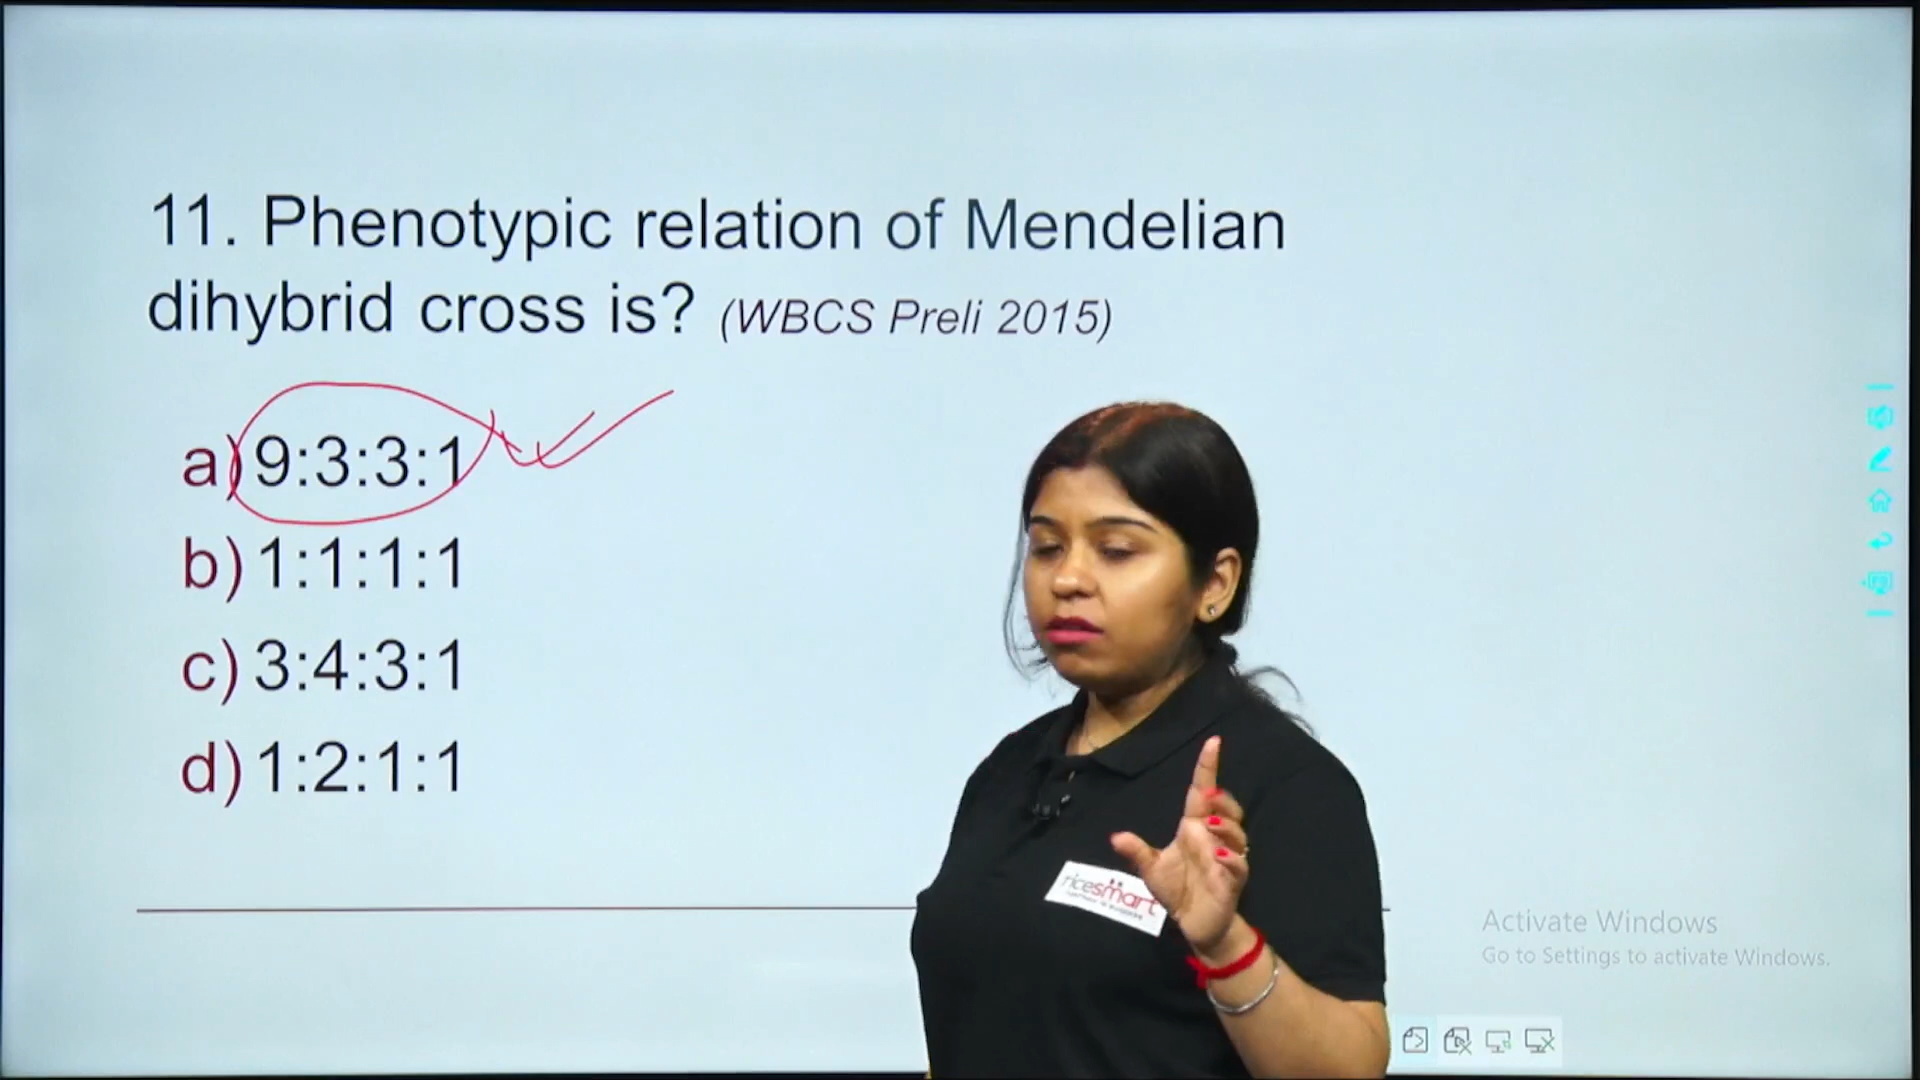 11. Phenotypic relation of Mendelian
dihybrid cross is? (WBCS Preli 2015)
a) 9:3:3:1
b) 1:1:1:1
c) 3:4:3:1
d) 1:2:1:1
ricesmart
Activate Windows
Go to Settings to activate Windows.